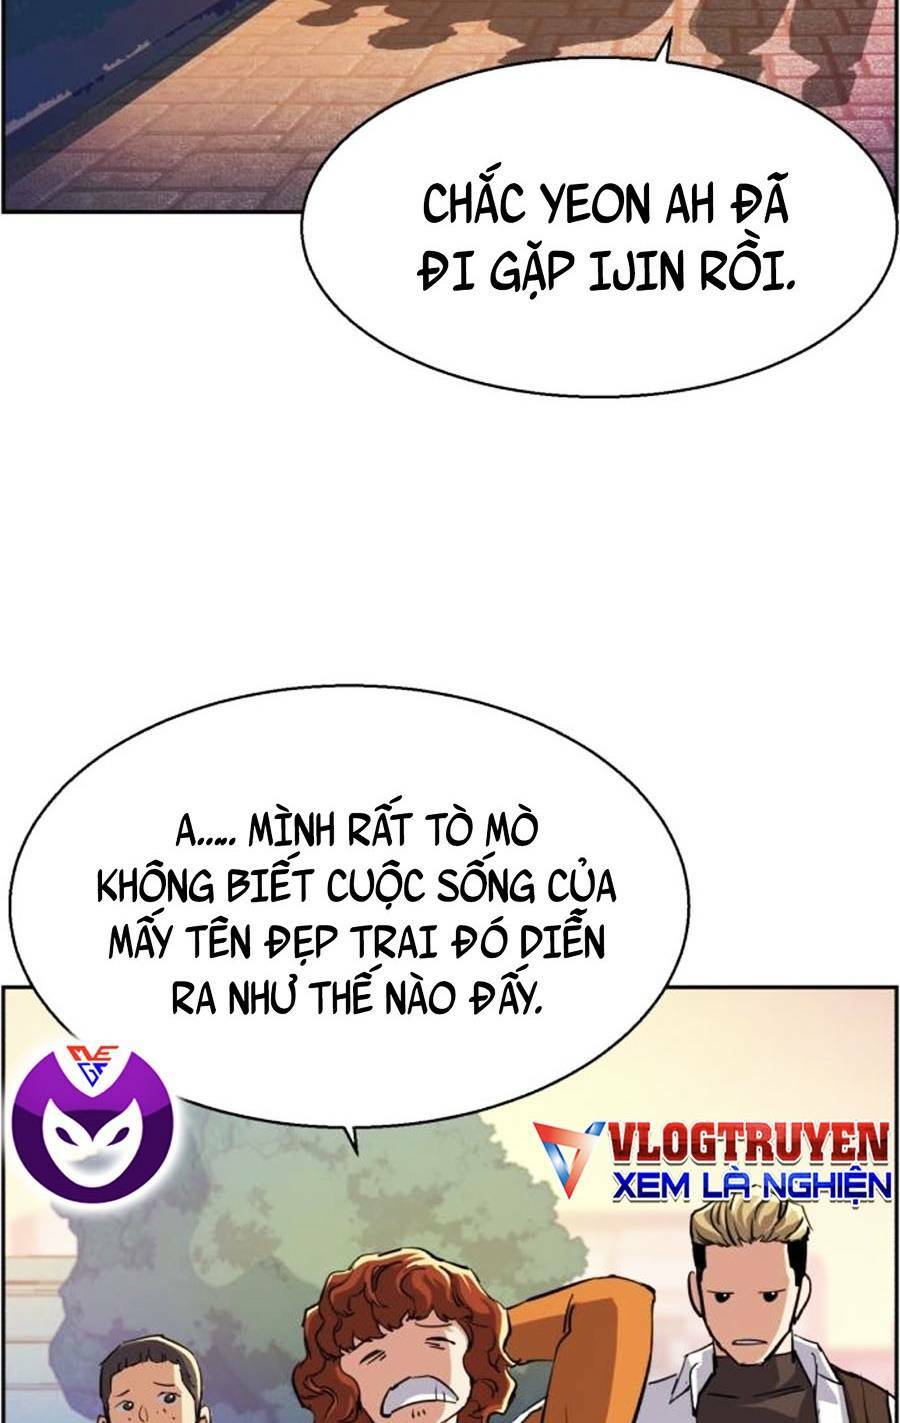 CHẮC YEON AH ĐÃ
ĐI GẶP IJIN RỒI.
A..... MÌNH RẤT TÒ MÒ
KHÔNG BIẾT CUỘC SỐNG CỦA
MẤY TÊN ĐẸP TRAI ĐÓ DIỄN
RA NHƯ THẾ NÀO ĐẤY.
VLOGTRUYEN
XEM LÀ NGHIỆN